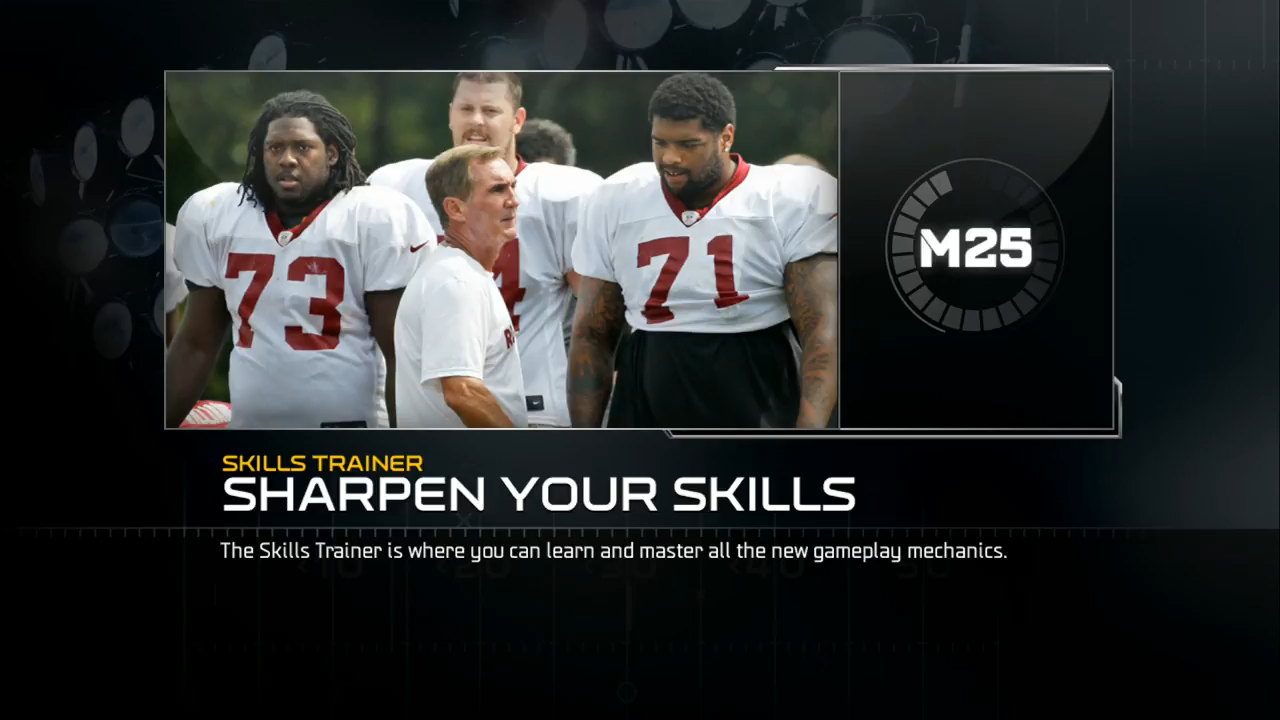 73
71
M25
SKILLS TRAINER
SHARPEN YOUR SKILLS
The Skills Trainer is where you can learn and master all the new gameplay mechanics.